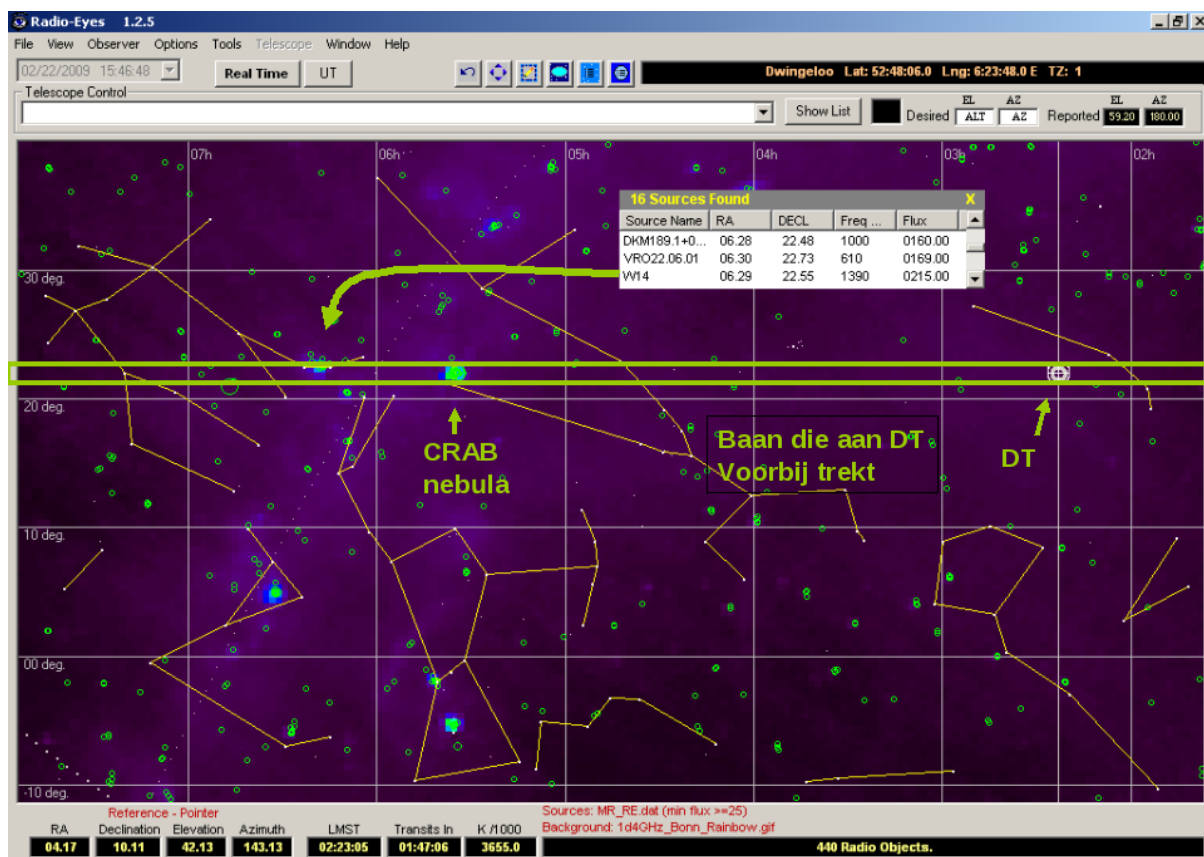 Radio-Eyes 1.2.5
File View Observer Options Tools Telescope Window Help
02/22/2009 15:46:48 Real Time UT Dwingeloo Lat: 52:48:06.0 Lng: 6:23:48.0 E TZ: 1
Telescope Control
Show List Desired EL ALT AZ AZ Reported EL 59.20 AZ 180.00
07h 06h 05h 04h 03h 02h
16 Sources Found X
Source Name RA DECL Freq ... Flux
DKM189.1+0... 06.28 22.48 1000 0160.00
VRO22.06.01 06.30 22.73 610 0169.00
W14 06.29 22.55 1390 0215.00
30 deg.
20 deg.
CRAB
nebula
Baan die aan DT
Voorbij trekt
DT
10 deg.
00 deg.
-10 deg.
Reference - Pointer
RA Declination Elevation Azimuth LMST Transits In K /1000
04.17 10.11 42.13 143.13 02:23:05 01:47:06 3655.0
Sources: MR_RE.dat (min flux >=25)
Background: 1d4GHz_Bonn_Rainbow.gif
440 Radio Objects.